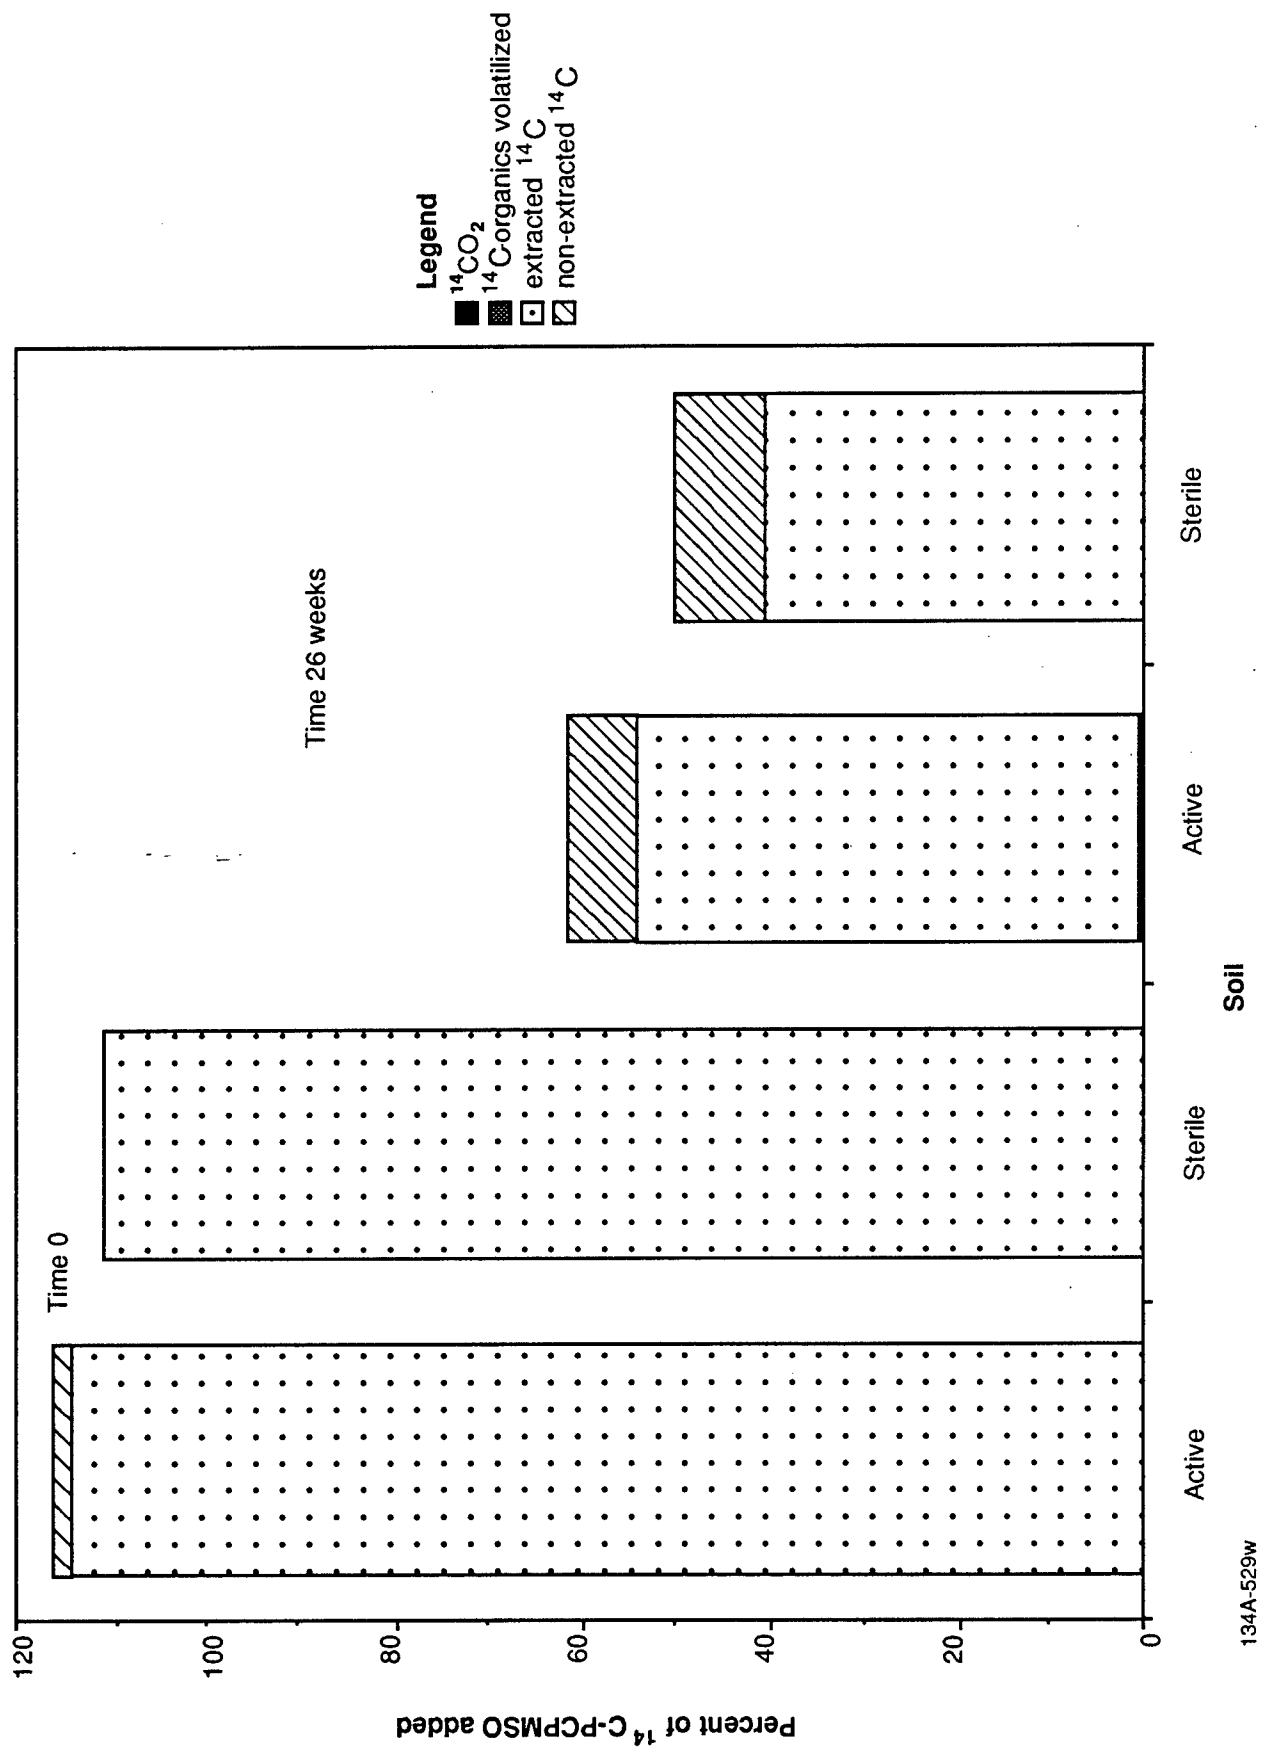 Percent of ¹⁴C-PCPMSO added
120
100
80
60
40
20
0
Time 0
Time 26 weeks
Active
Sterile
Active
Sterile
Soil
Legend
¹⁴CO₂
¹⁴C-organics volatilized
extracted ¹⁴C
non-extracted ¹⁴C
134A-529w